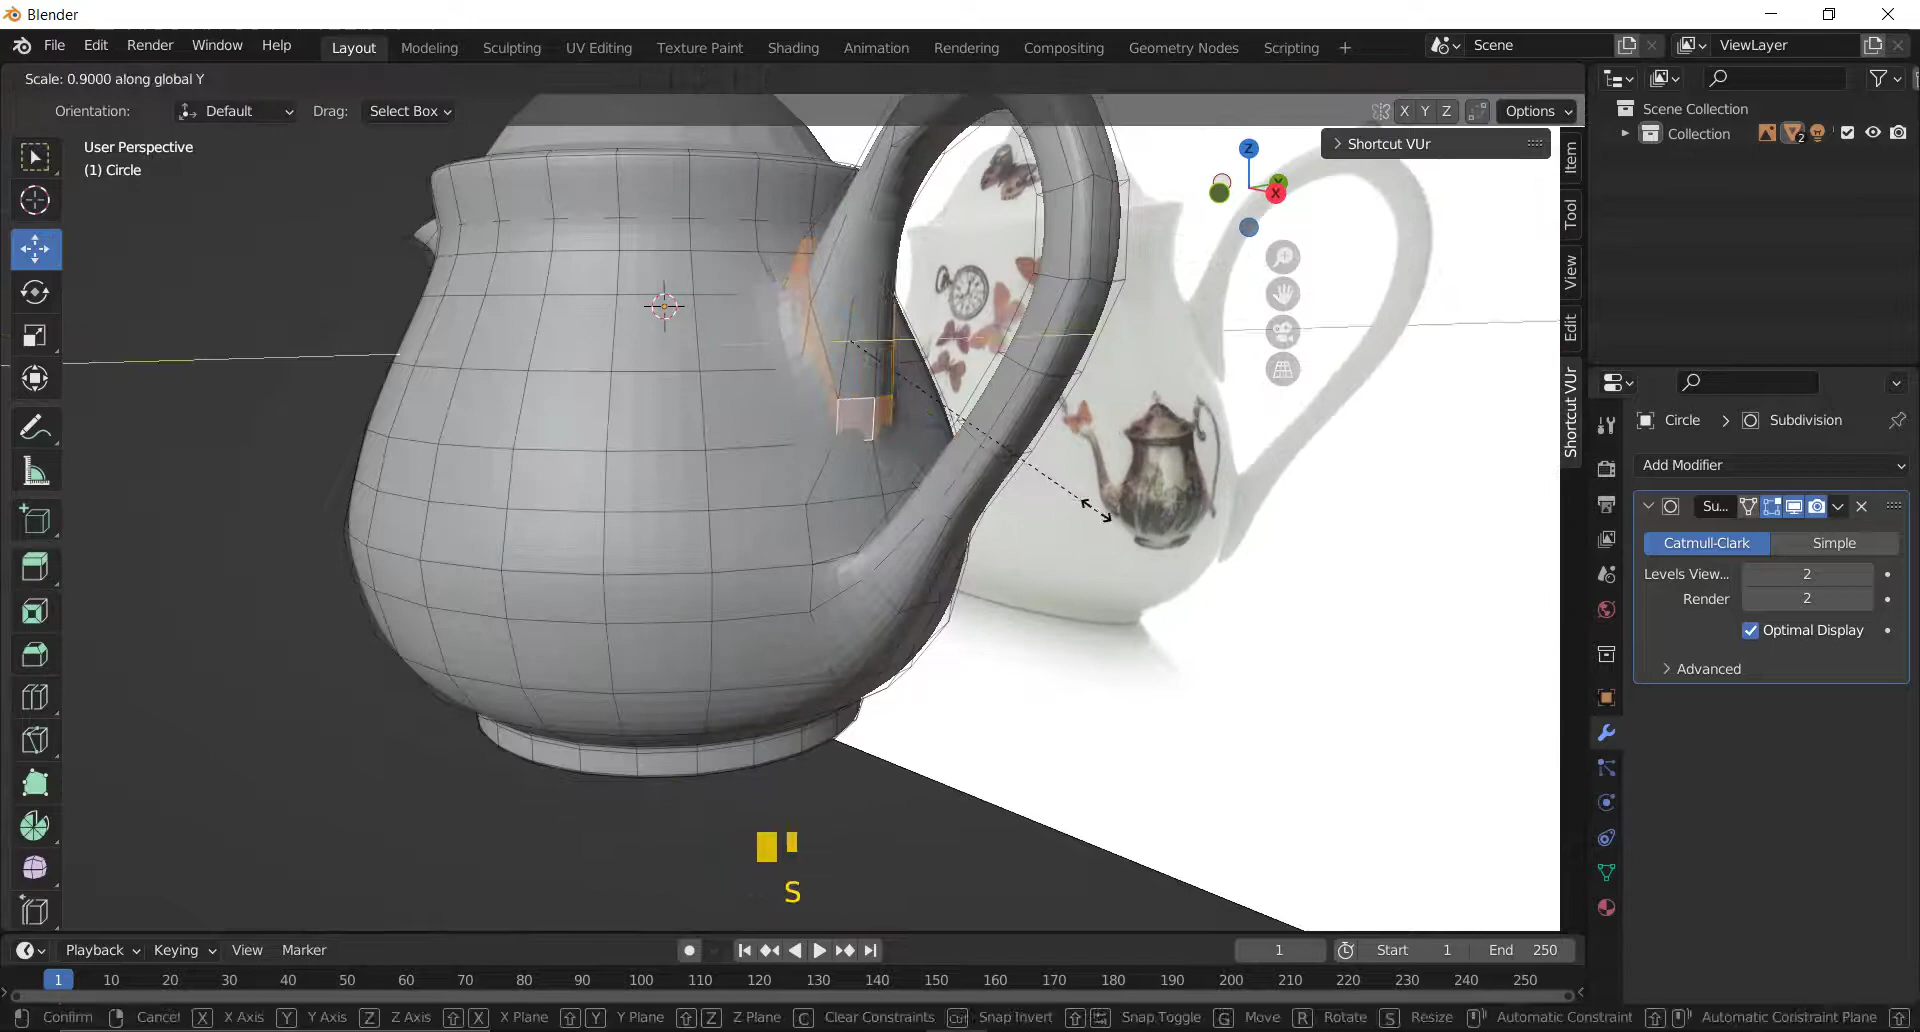 Blender
File Edit Render Window Help Layout Modeling Sculpting UV Editing Texture Paint Shading Animation Rendering Compositing Geometry Nodes Scripting + Scene ViewLayer
Scale: 0.9000 along global Y
Orientation: Default Drag: Select Box X Y Z Options
User Perspective
(1) Circle
Shortcut VUr
Z
X
Item
Tool
View
Edit
Shortcut VUr
Scene Collection
Collection 2
Circle > Subdivision
Add Modifier
Su...
Catmull-Clark Simple
Levels View... 2
Render 2
Optimal Display
Advanced
S
Playback Keying View Marker 1 Start 1 End 250
1 10 20 30 40 50 60 70 80 90 100 110 120 130 140 150 160 170 180 190 200 210 220 230 240 250
Confirm Cancel X X Axis Y Y Axis Z Z Axis X X Plane Y Y Plane Z Z Plane C Clear Constraints Ctrl Snap Invert Snap Toggle G Move R Rotate S Resize Automatic Constraint Automatic Constraint Plane